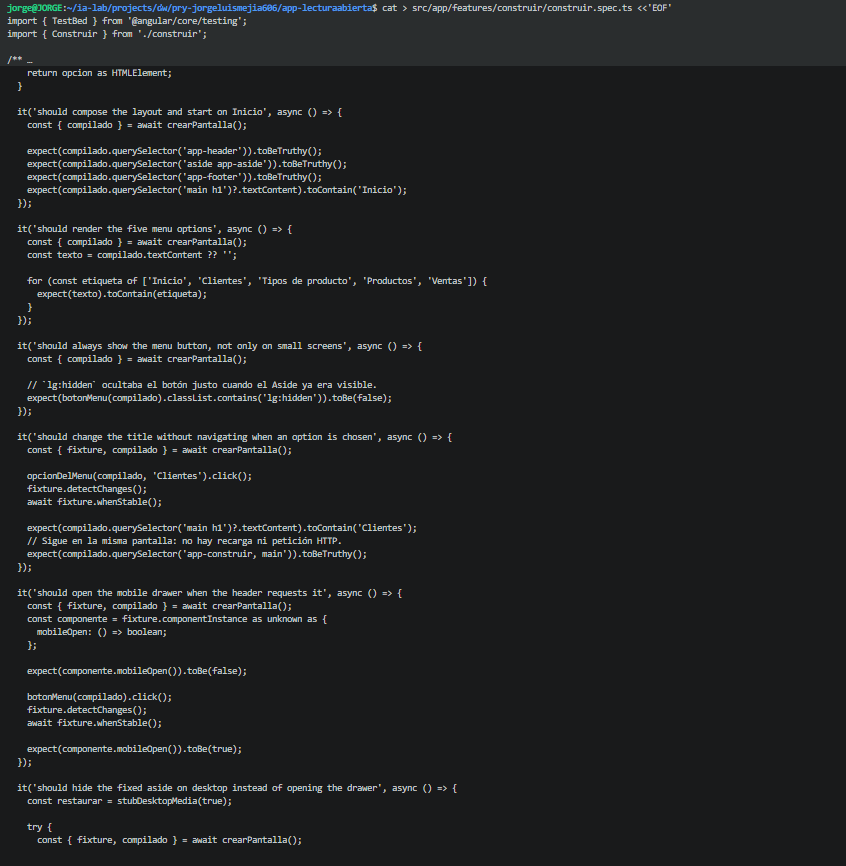 jorge@JORGE:~/ia-lab/projects/dw/pry-jorgeluismejia606/app-lecturaabierta$ cat > src/app/features/construir/construir.spec.ts <<'EOF'
import { TestBed } from '@angular/core/testing';
import { Construir } from './construir';

/** …
    return opcion as HTMLElement;
  }

  it('should compose the layout and start on Inicio', async () => {
    const { compilado } = await crearPantalla();

    expect(compilado.querySelector('app-header')).toBeTruthy();
    expect(compilado.querySelector('aside app-aside')).toBeTruthy();
    expect(compilado.querySelector('app-footer')).toBeTruthy();
    expect(compilado.querySelector('main h1')?.textContent).toContain('Inicio');
  });

  it('should render the five menu options', async () => {
    const { compilado } = await crearPantalla();
    const texto = compilado.textContent ?? '';

    for (const etiqueta of ['Inicio', 'Clientes', 'Tipos de producto', 'Productos', 'Ventas']) {
      expect(texto).toContain(etiqueta);
    }
  });

  it('should always show the menu button, not only on small screens', async () => {
    const { compilado } = await crearPantalla();

    // `lg:hidden` ocultaba el botón justo cuando el Aside ya era visible.
    expect(botonMenu(compilado).classList.contains('lg:hidden')).toBe(false);
  });

  it('should change the title without navigating when an option is chosen', async () => {
    const { fixture, compilado } = await crearPantalla();

    opcionDelMenu(compilado, 'Clientes').click();
    fixture.detectChanges();
    await fixture.whenStable();

    expect(compilado.querySelector('main h1')?.textContent).toContain('Clientes');
    // Sigue en la misma pantalla: no hay recarga ni petición HTTP.
    expect(compilado.querySelector('app-construir, main')).toBeTruthy();
  });

  it('should open the mobile drawer when the header requests it', async () => {
    const { fixture, compilado } = await crearPantalla();
    const componente = fixture.componentInstance as unknown as {
      mobileOpen: () => boolean;
    };

    expect(componente.mobileOpen()).toBe(false);

    botonMenu(compilado).click();
    fixture.detectChanges();
    await fixture.whenStable();

    expect(componente.mobileOpen()).toBe(true);
  });

  it('should hide the fixed aside on desktop instead of opening the drawer', async () => {
    const restaurar = stubDesktopMedia(true);

    try {
      const { fixture, compilado } = await crearPantalla();